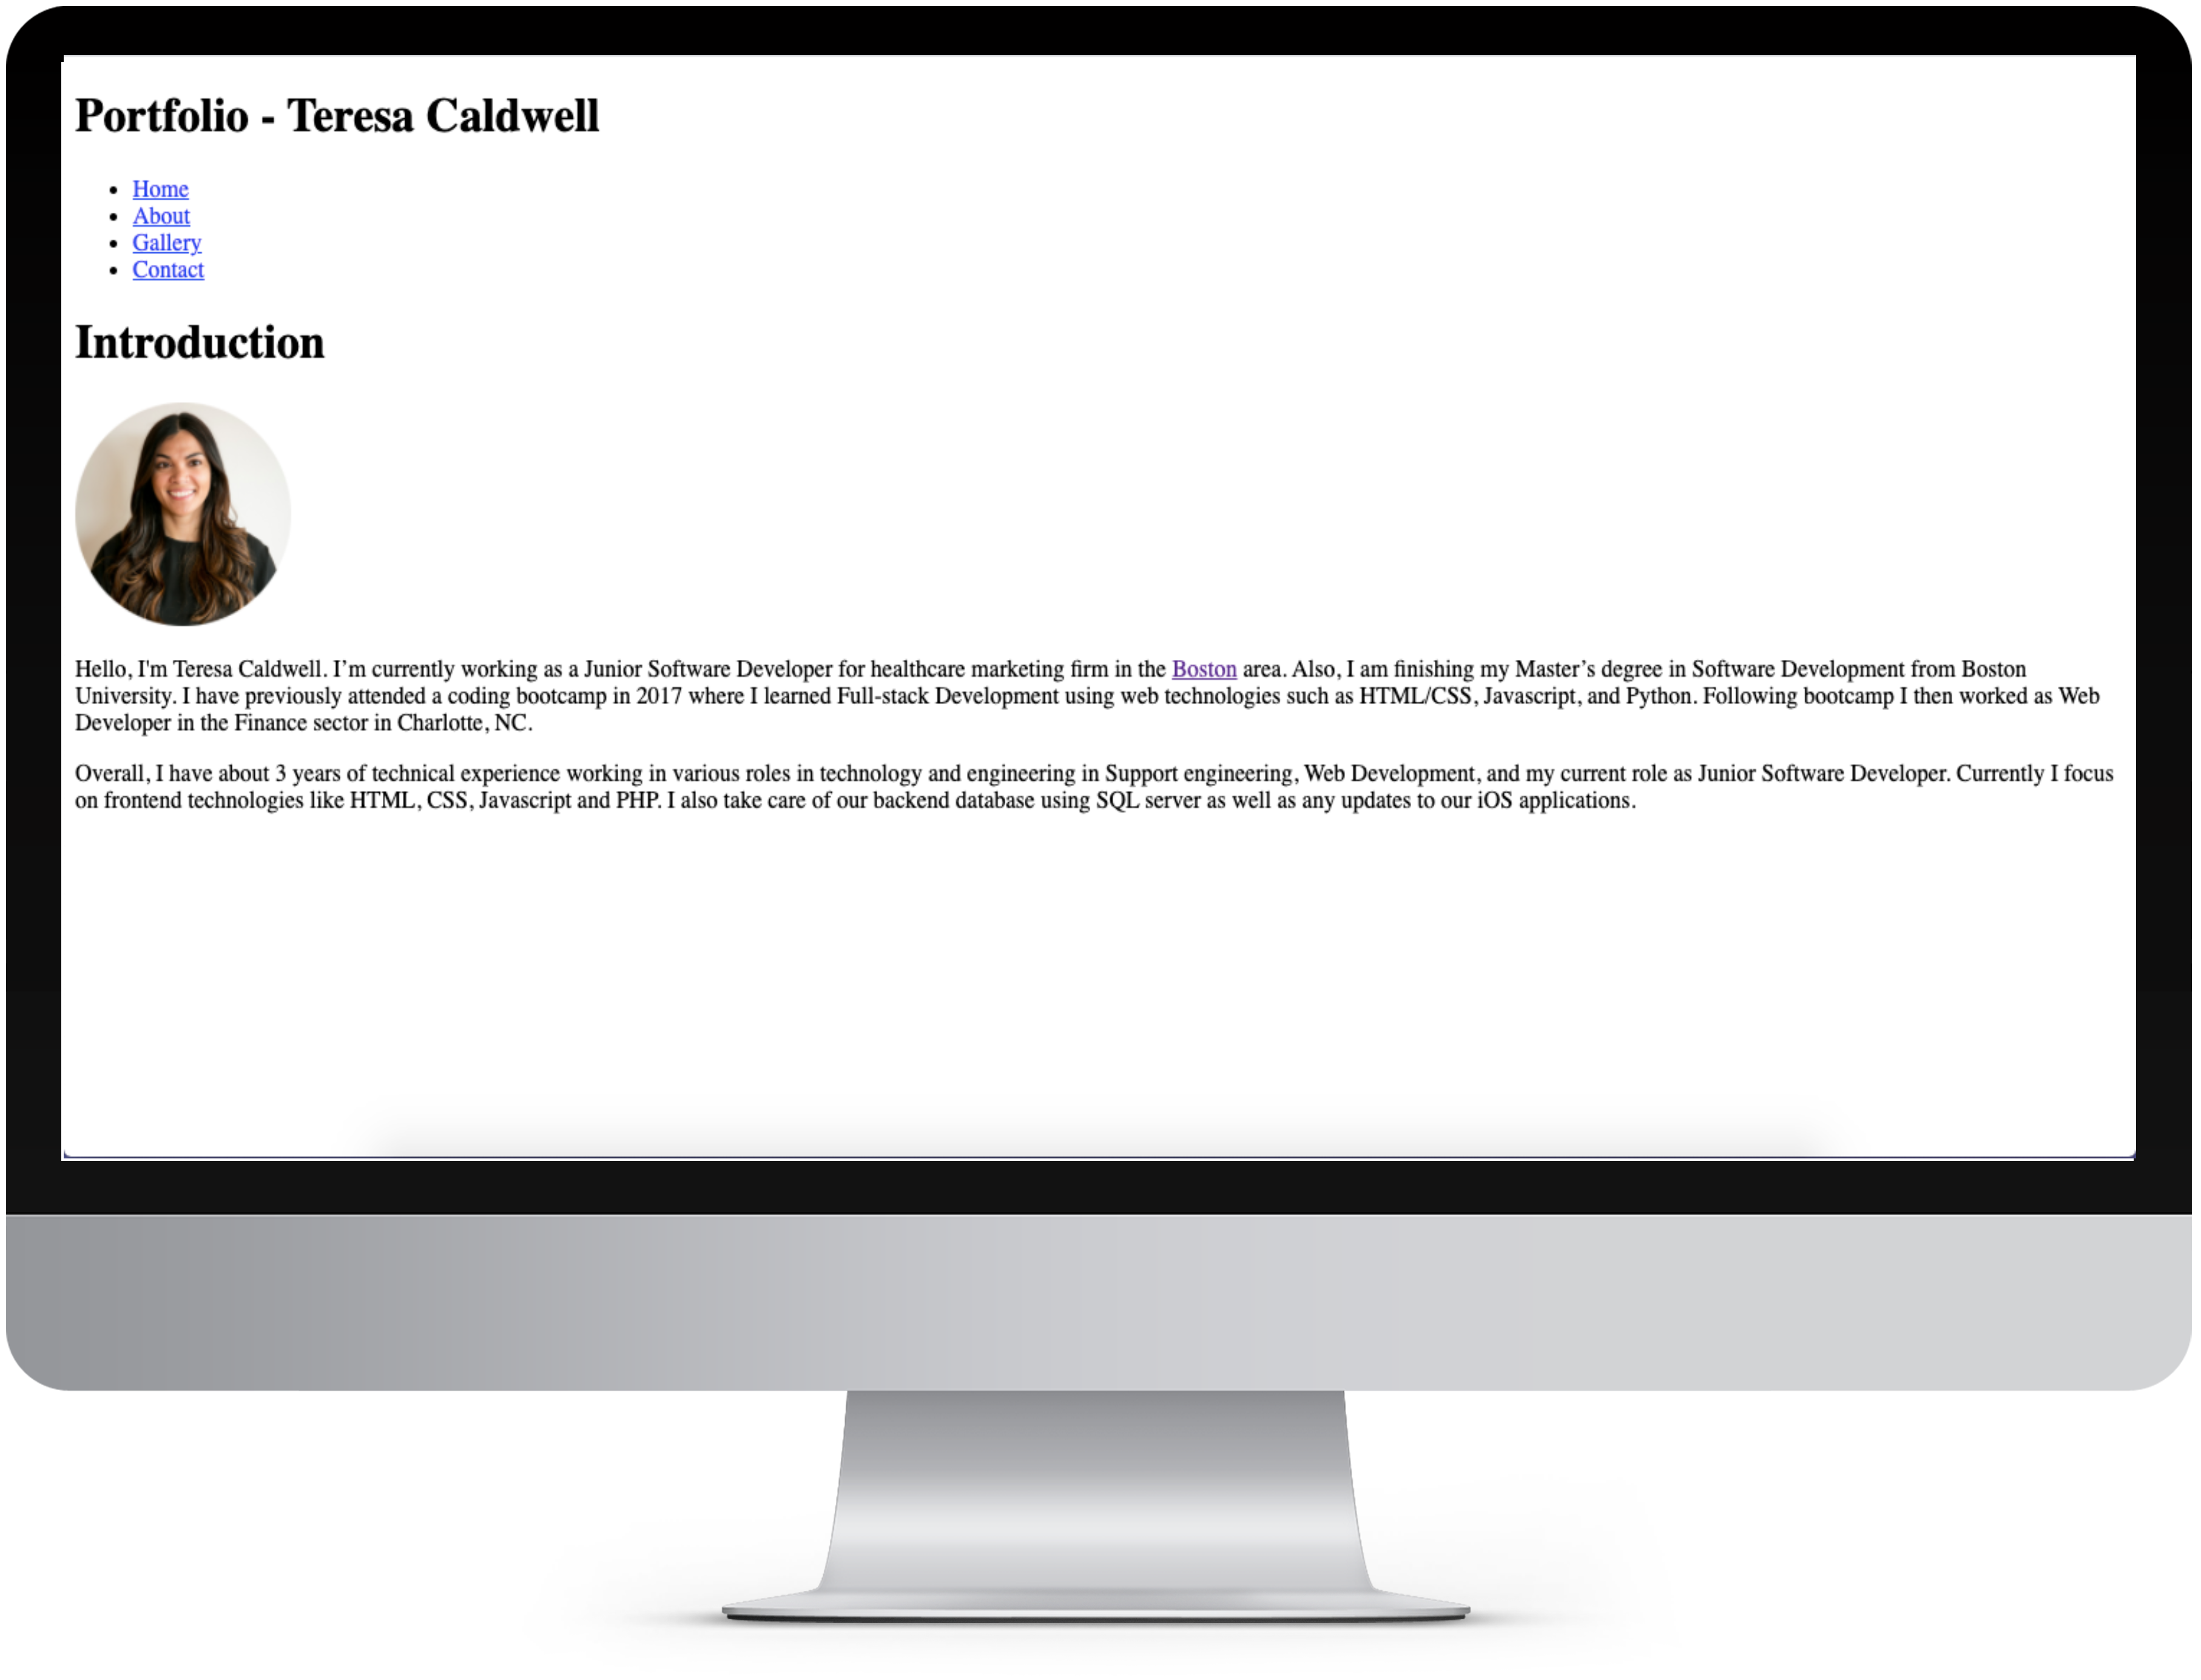 Portfolio - Teresa Caldwell
Home
About
Gallery
Contact
Introduction
Hello, I'm Teresa Caldwell. I’m currently working as a Junior Software Developer for healthcare marketing firm in the Boston area. Also, I am finishing my Master’s degree in Software Development from Boston
University. I have previously attended a coding bootcamp in 2017 where I learned Full-stack Development using web technologies such as HTML/CSS, Javascript, and Python. Following bootcamp I then worked as Web
Developer in the Finance sector in Charlotte, NC.
Overall, I have about 3 years of technical experience working in various roles in technology and engineering in Support engineering, Web Development, and my current role as Junior Software Developer. Currently I focus
on frontend technologies like HTML, CSS, Javascript and PHP. I also take care of our backend database using SQL server as well as any updates to our iOS applications.